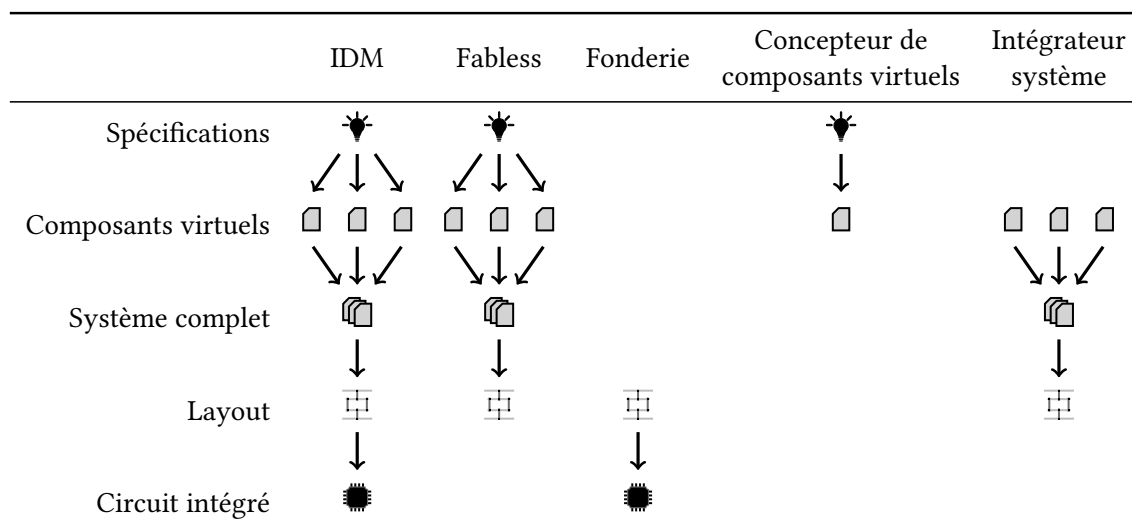 IDM
Fabless
Fonderie
Concepteur de
composants virtuels
Intégrateur
système
Spécifications
Composants virtuels
Système complet
Layout
Circuit intégré